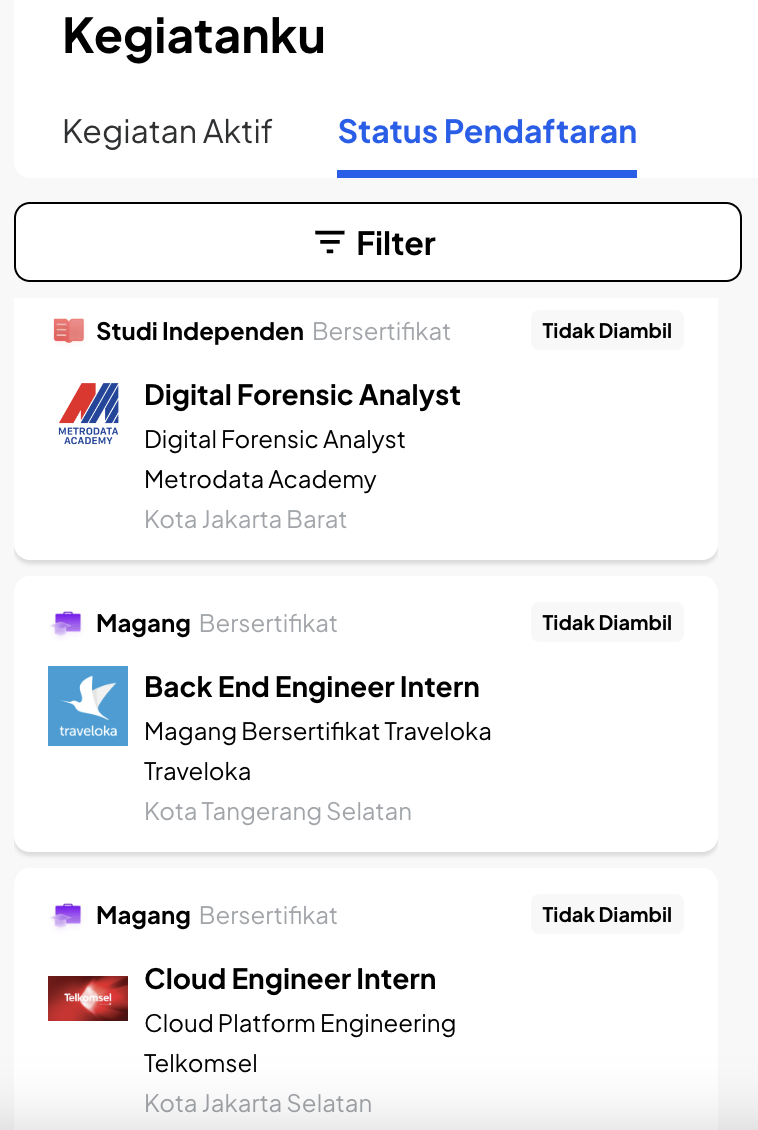 Kegiatanku
Kegiatan Aktif
Status Pendaftaran
Filter
Studi Independen Bersertifikat
Tidak Diambil
METRODATA
ACADEMY
Digital Forensic Analyst
Digital Forensic Analyst
Metrodata Academy
Kota Jakarta Barat
Magang Bersertifikat
Tidak Diambil
traveloka
Back End Engineer Intern
Magang Bersertifikat Traveloka
Traveloka
Kota Tangerang Selatan
Magang Bersertifikat
Tidak Diambil
Telkomsel
Cloud Engineer Intern
Cloud Platform Engineering
Telkomsel
Kota Jakarta Selatan